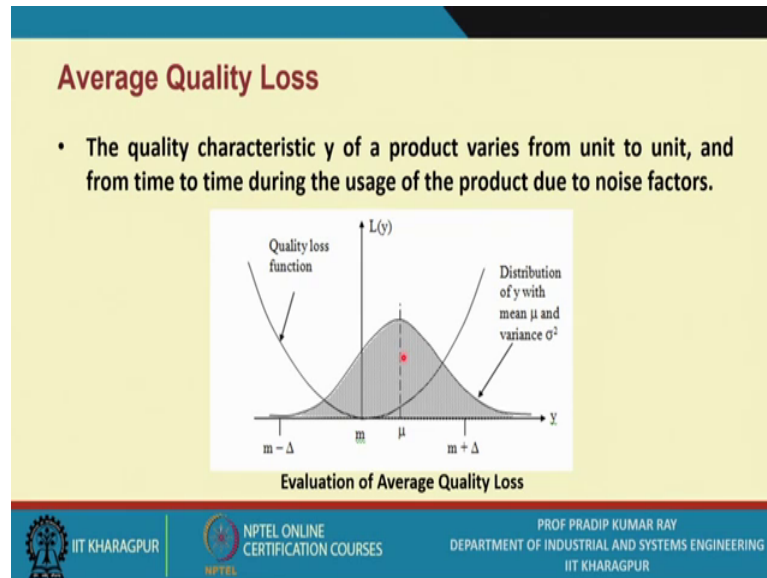 Average Quality Loss
• The quality characteristic y of a product varies from unit to unit, and
from time to time during the usage of the product due to noise factors.
L(y)
Quality loss
function
Distribution
of y with
mean μ and
variance σ²
m − Δ
m
μ
m + Δ
y
Evaluation of Average Quality Loss
IIT KHARAGPUR
NPTEL
NPTEL ONLINE
CERTIFICATION COURSES
PROF PRADIP KUMAR RAY
DEPARTMENT OF INDUSTRIAL AND SYSTEMS ENGINEERING
IIT KHARAGPUR